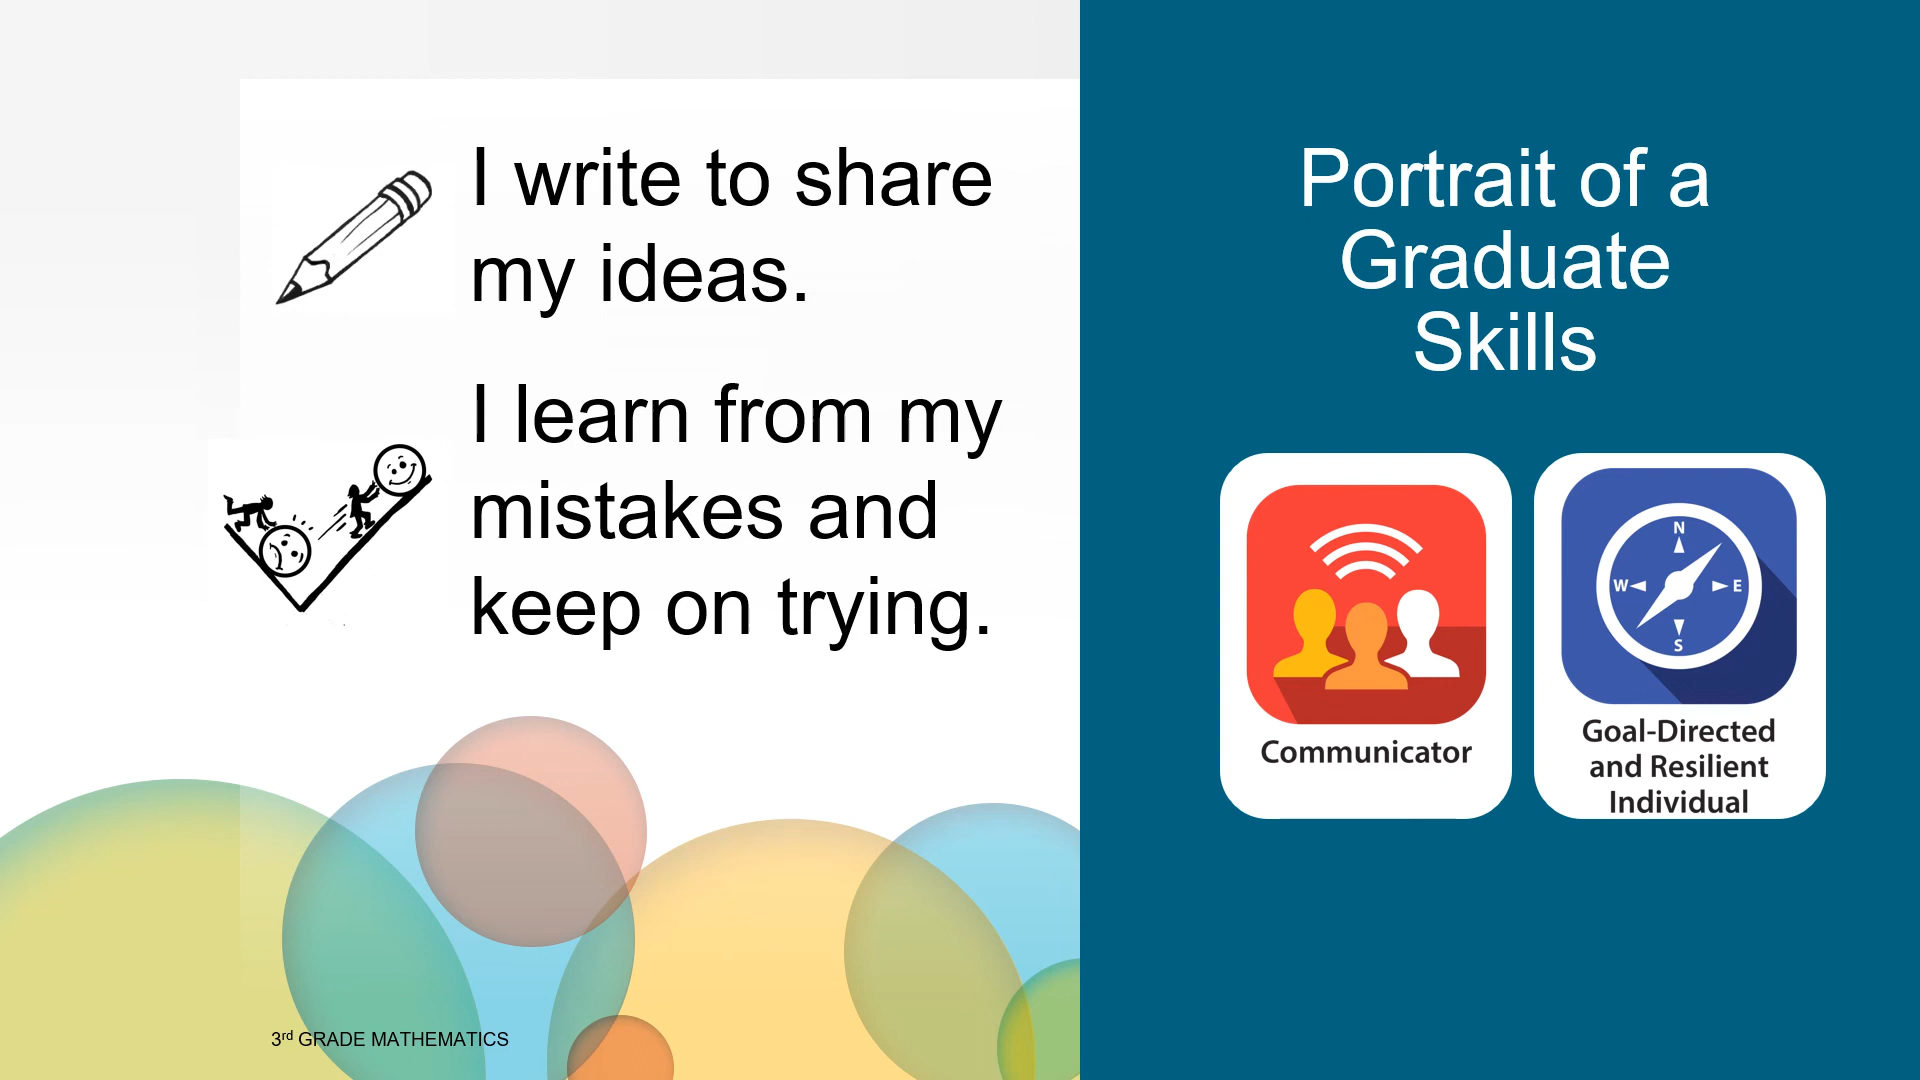 I write to share
my ideas.
I learn from my
mistakes and
keep on trying.
3rd GRADE MATHEMATICS
Portrait of a
Graduate
Skills
Communicator
N
W E
S
Goal-Directed
and Resilient
Individual